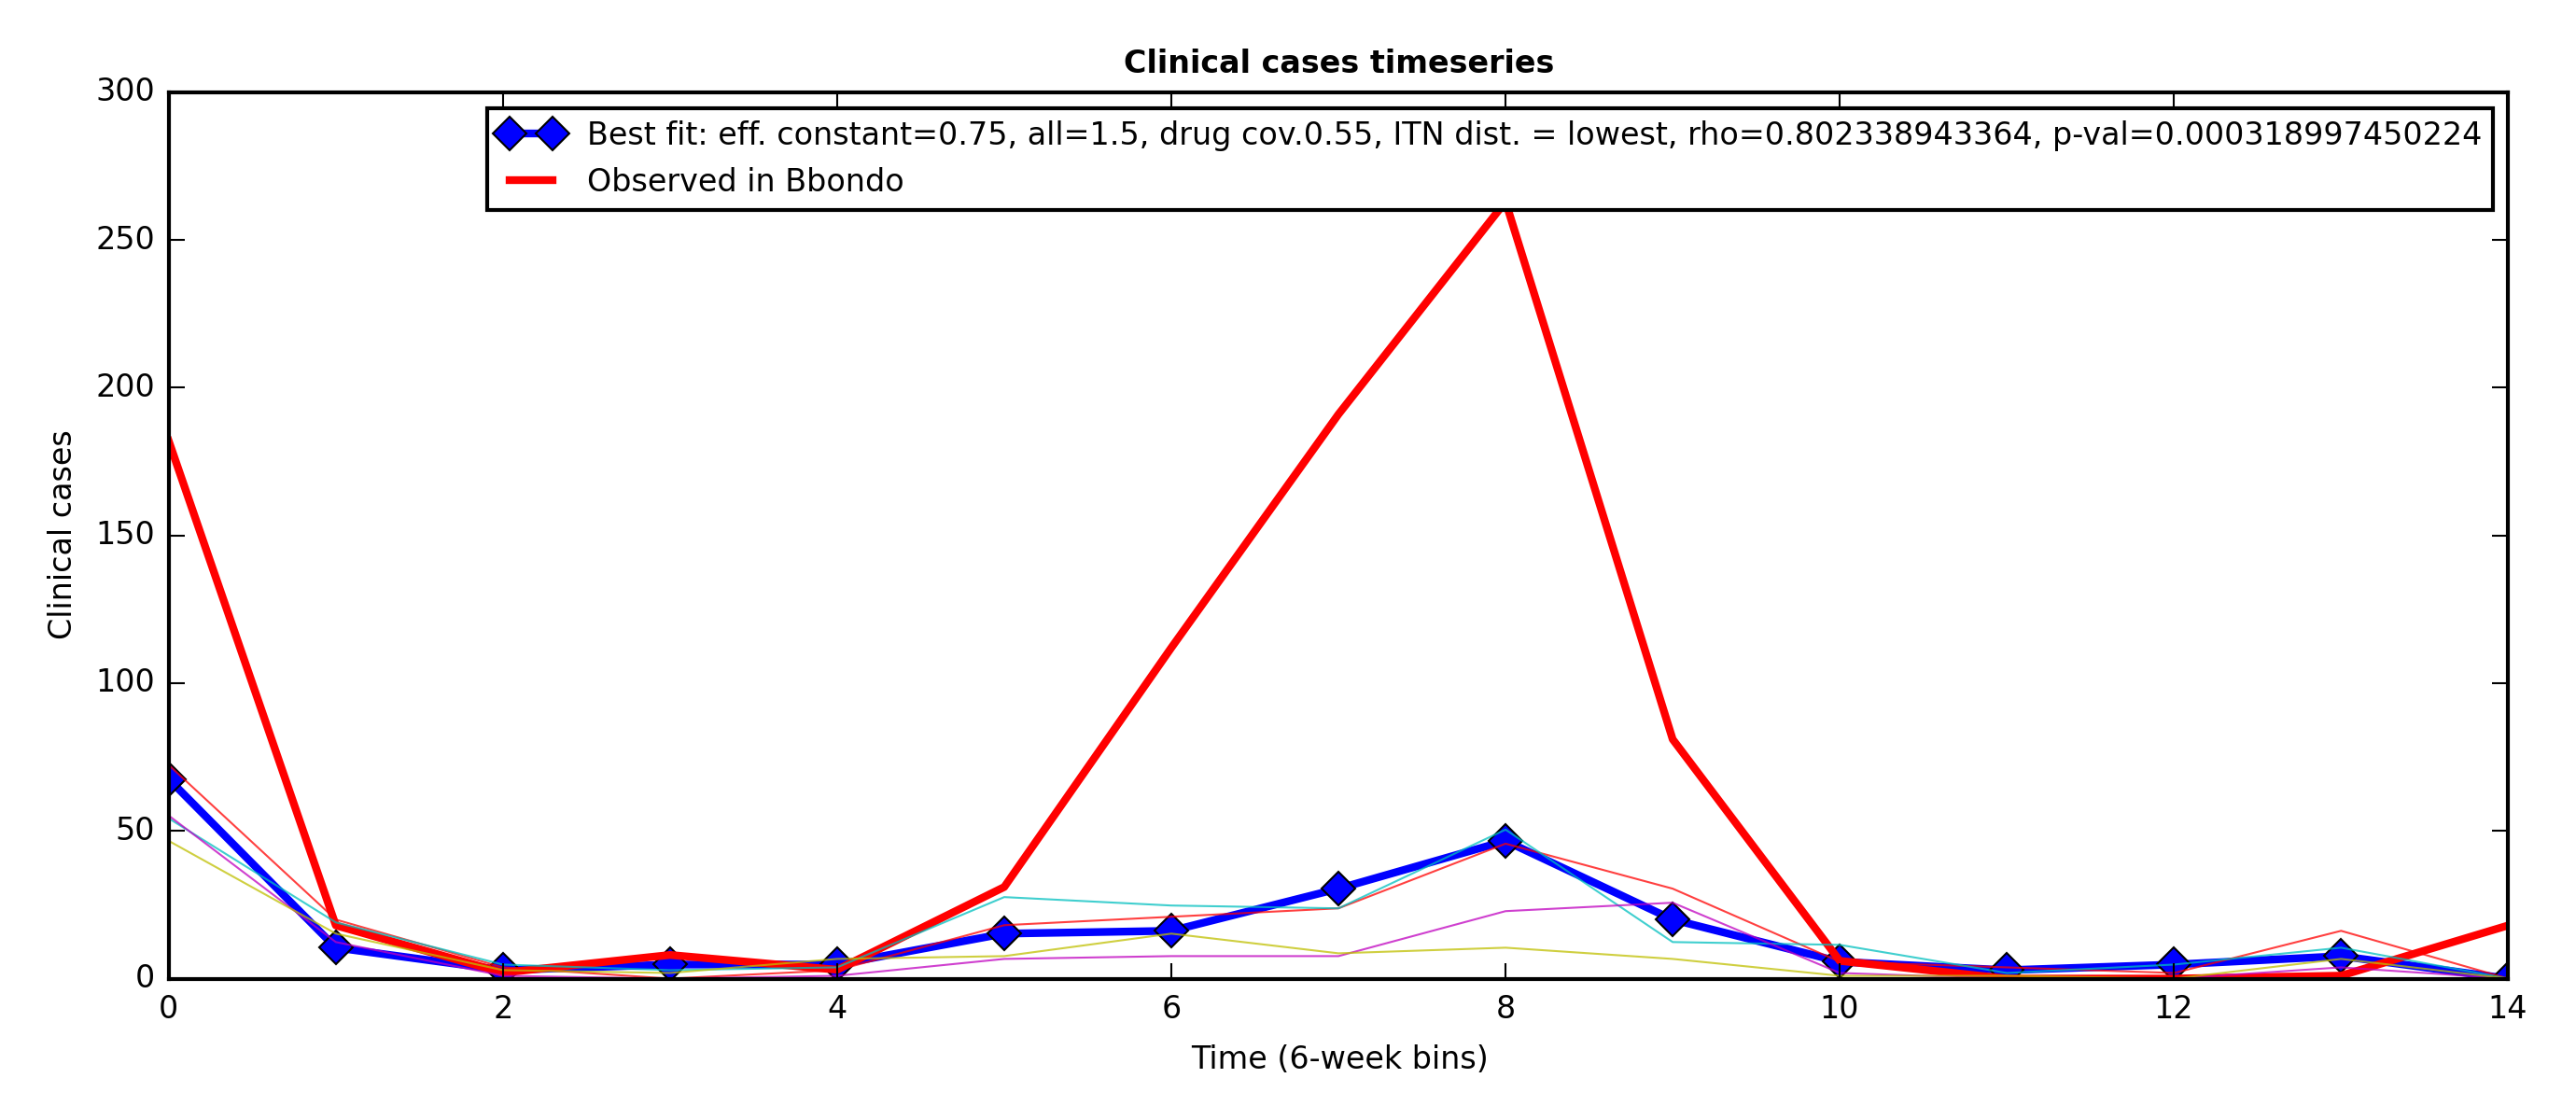 Clinical cases timeseries
300
250
200
150
100
50
0
Clinical cases
Best fit: eff. constant=0.75, all=1.5, drug cov.0.55, ITN dist. = lowest, rho=0.802338943364, p-val=0.000318997450224
Observed in Bbondo
0 2 4 6 8 10 12 14
Time (6-week bins)